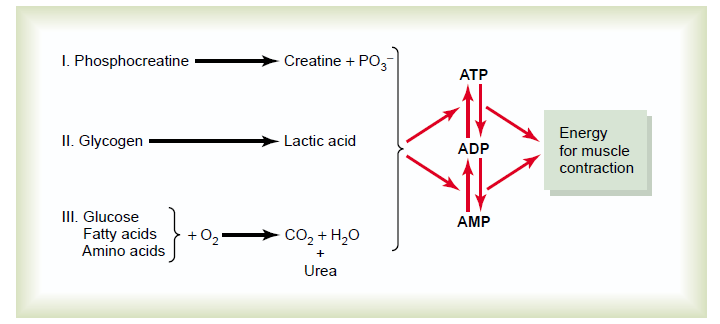 I. Phosphocreatine
Creatine + PO₃⁻
II. Glycogen
Lactic acid
III. Glucose
Fatty acids
Amino acids
+ O₂
CO₂ + H₂O
+
Urea
ATP
ADP
AMP
Energy
for muscle
contraction